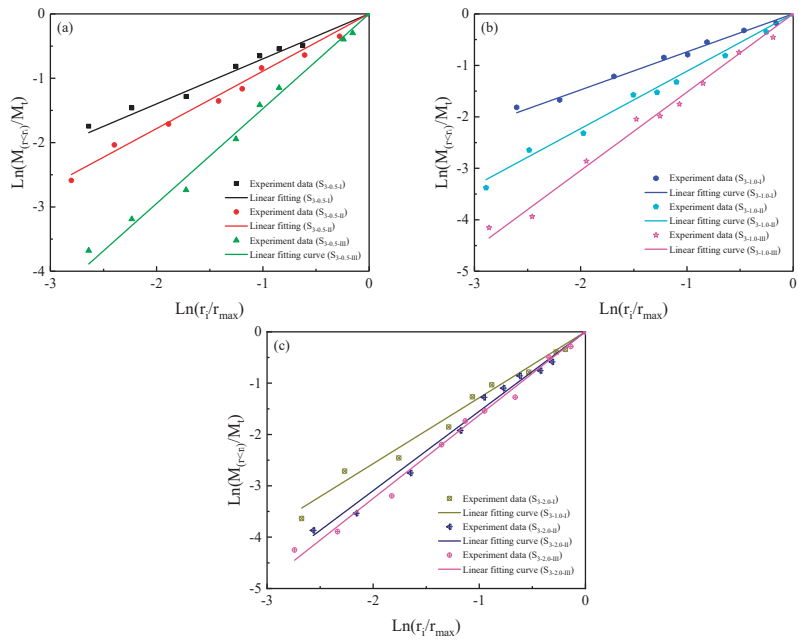 (a)
0
-1
-2
-3
-4
Ln(M(r<ri)/Mt)
Experiment data (S3-0.5-I)
Linear fitting (S3-0.5-I)
Experiment data (S3-0.5-II)
Linear fitting (S3-0.5-II)
Experiment data (S3-0.5-III)
Linear fitting curve (S3-0.5-III)
-3 -2 -1 0
Ln(ri/rmax)
(b)
0
-1
-2
-3
-4
-5
Ln(M(r<ri)/Mt)
Experiment data (S3-1.0-I)
Linear fitting curve (S3-1.0-I)
Experiment data (S3-1.0-II)
Linear fitting curve (S3-1.0-II)
Experiment data (S3-1.0-III)
Linear fitting curve (S3-1.0-III)
-3 -2 -1 0
Ln(ri/rmax)
(c)
0
-1
-2
-3
-4
-5
Ln(M(r<ri)/Mt)
Experiment data (S3-2.0-I)
Linear fitting curve (S3-1.0-I)
Experiment data (S3-2.0-II)
Linear fitting curve (S3-2.0-II)
Experiment data (S3-2.0-III)
Linear fitting curve (S3-2.0-III)
-3 -2 -1 0
Ln(ri/rmax)